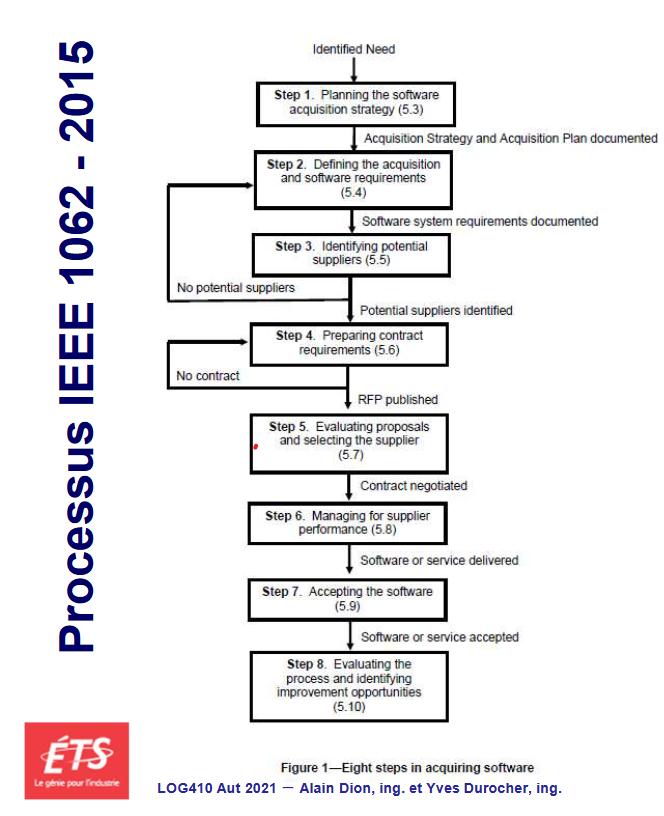 Processus IEEE 1062 - 2015
Identified Need
Step 1. Planning the software
acquisition strategy (5.3)
Acquisition Strategy and Acquisition Plan documented
Step 2. Defining the acquisition
and software requirements
(5.4)
Software system requirements documented
Step 3. Identifying potential
suppliers (5.5)
No potential suppliers
Potential suppliers identified
Step 4. Preparing contract
requirements (5.6)
No contract
RFP published
Step 5. Evaluating proposals
and selecting the supplier
(5.7)
Contract negotiated
Step 6. Managing for supplier
performance (5.8)
Software or service delivered
Step 7. Accepting the software
(5.9)
Software or service accepted
Step 8. Evaluating the
process and identifying
improvement opportunities
(5.10)
ÉTS
Le génie pour l'industrie
Figure 1—Eight steps in acquiring software
LOG410 Aut 2021 — Alain Dion, ing. et Yves Durocher, ing.